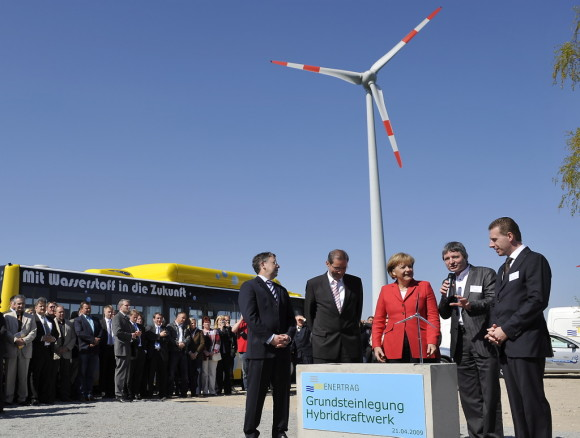 Mit Wasserstoff in die Zukunft
ENERTRAG
Grundsteinlegung
Hybridkraftwerk
21.04.2009